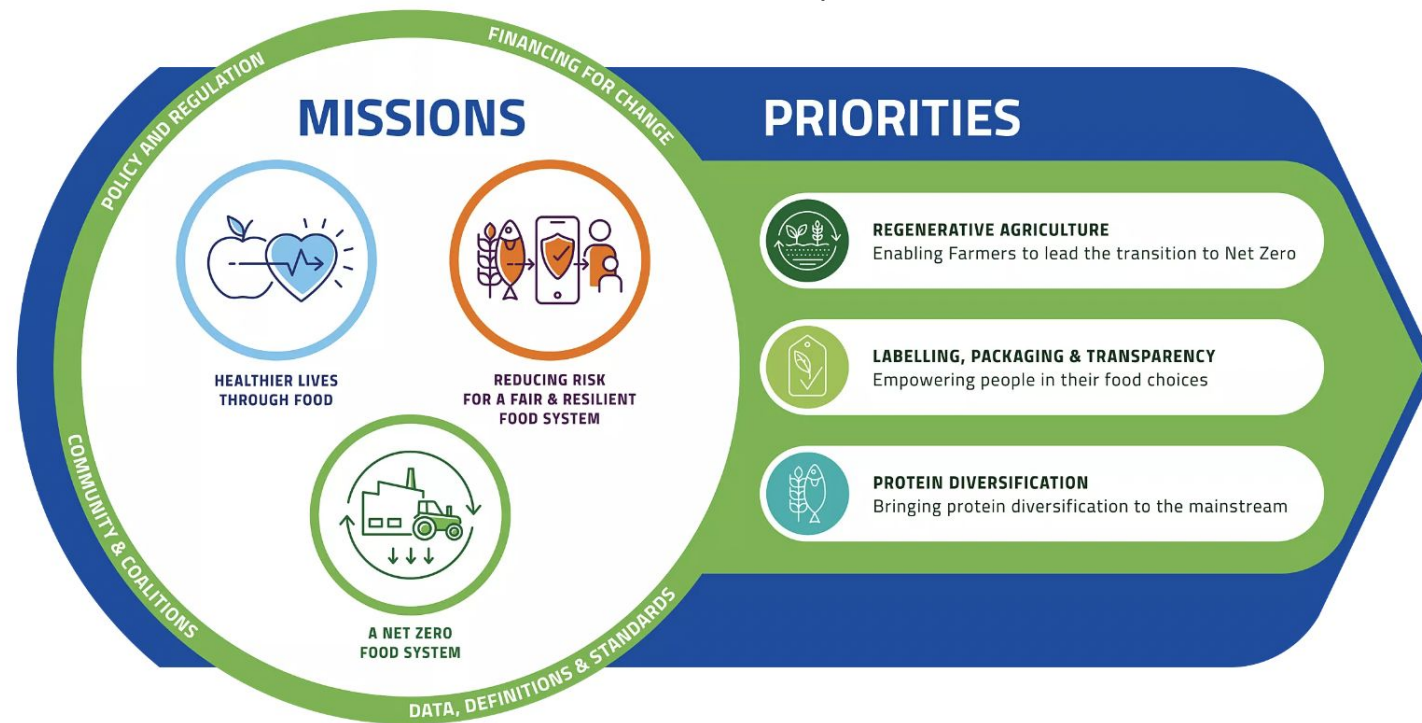 POLICY AND REGULATION
FINANCING FOR CHANGE
COMMUNITY & COALITIONS
DATA, DEFINITIONS & STANDARDS
MISSIONS
HEALTHIER LIVES
THROUGH FOOD
REDUCING RISK
FOR A FAIR & RESILIENT
FOOD SYSTEM
A NET ZERO
FOOD SYSTEM
PRIORITIES
REGENERATIVE AGRICULTURE
Enabling Farmers to lead the transition to Net Zero
LABELLING, PACKAGING & TRANSPARENCY
Empowering people in their food choices
PROTEIN DIVERSIFICATION
Bringing protein diversification to the mainstream